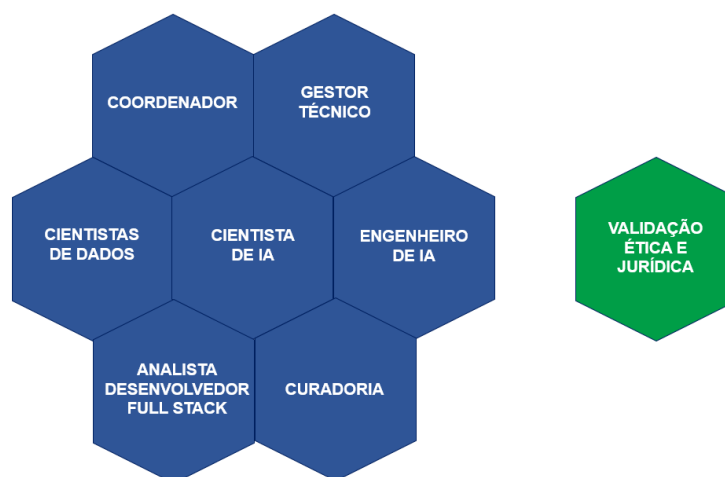 COORDENADOR
GESTOR
TÉCNICO
CIENTISTAS
DE DADOS
CIENTISTA
DE IA
ENGENHEIRO
DE IA
VALIDAÇÃO
ÉTICA E
JURÍDICA
ANALISTA
DESENVOLVEDOR
FULL STACK
CURADORIA